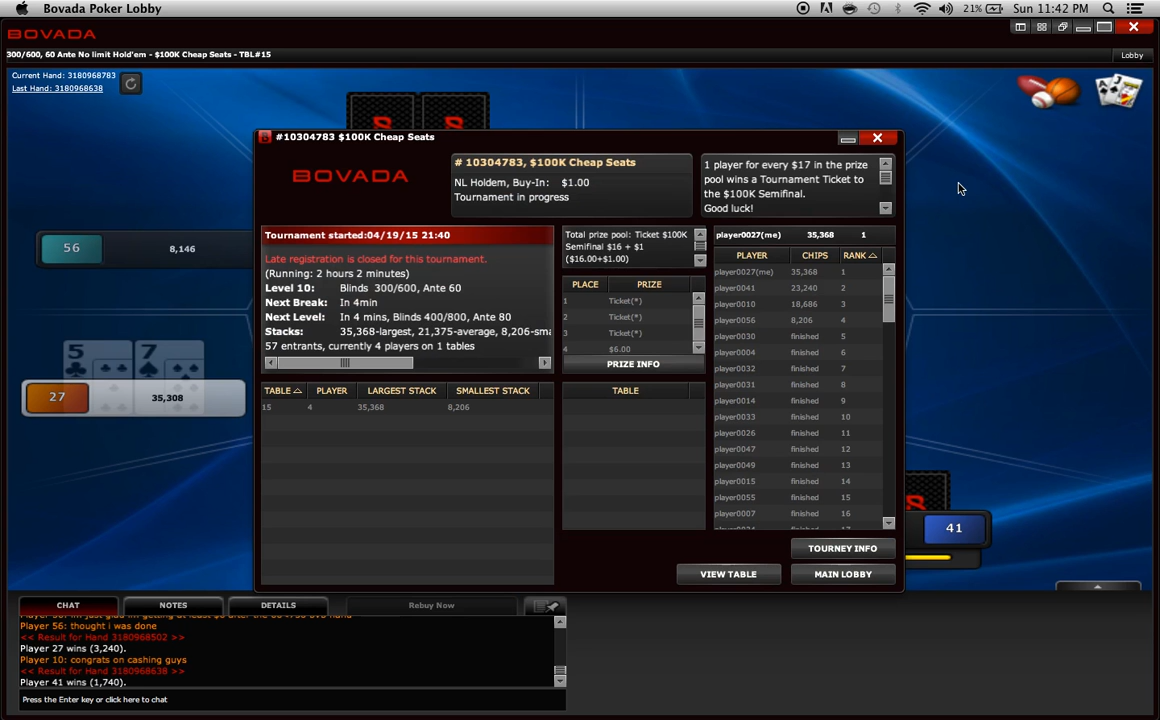 Bovada Poker Lobby
21%
Sun 11:42 PM
BOVADA
300/600, 60 Ante No limit Hold'em - $100K Cheap Seats - TBL#15
Lobby
Current Hand: 3180968783
Last Hand: 3180968638
#10304783 $100K Cheap Seats
BOVADA
# 10304783, $100K Cheap Seats
NL Holdem, Buy-In: $1.00
Tournament in progress
1 player for every $17 in the prize
pool wins a Tournament Ticket to
the $100K Semifinal.
Good luck!
Tournament started:04/19/15 21:40
Late registration is closed for this tournament.
(Running: 2 hours 2 minutes)
Level 10: Blinds 300/600, Ante 60
Next Break: In 4min
Next Level: In 4 mins, Blinds 400/800, Ante 80
Stacks: 35,368-largest, 21,375-average, 8,206-sma
57 entrants, currently 4 players on 1 tables
Total prize pool: Ticket $100K
Semifinal $16 + $1
($16.00+$1.00)
PLACE PRIZE
1 Ticket(*)
2 Ticket(*)
3 Ticket(*)
4 $6.00
PRIZE INFO
player0027(me) 35,368 1
PLAYER CHIPS RANK
player0027(me) 35,368 1
player0041 23,240 2
player0010 18,686 3
player0056 8,206 4
player0030 finished 5
player0004 finished 6
player0032 finished 7
player0031 finished 8
player0014 finished 9
player0033 finished 10
player0026 finished 11
player0047 finished 12
player0049 finished 13
player0015 finished 14
player0055 finished 15
player0007 finished 16
TABLE PLAYER LARGEST STACK SMALLEST STACK
15 4 35,368 8,206
TABLE
TOURNEY INFO
VIEW TABLE
MAIN LOBBY
56
8,146
5
7
27
35,308
41
CHAT
NOTES
DETAILS
Rebuy Now
Player 56: thought i was done
<< Result for Hand 3180968502 >>
Player 27 wins (3,240).
Player 10: congrats on cashing guys
<< Result for Hand 3180968638 >>
Player 41 wins (1,740).
Press the Enter key or click here to chat